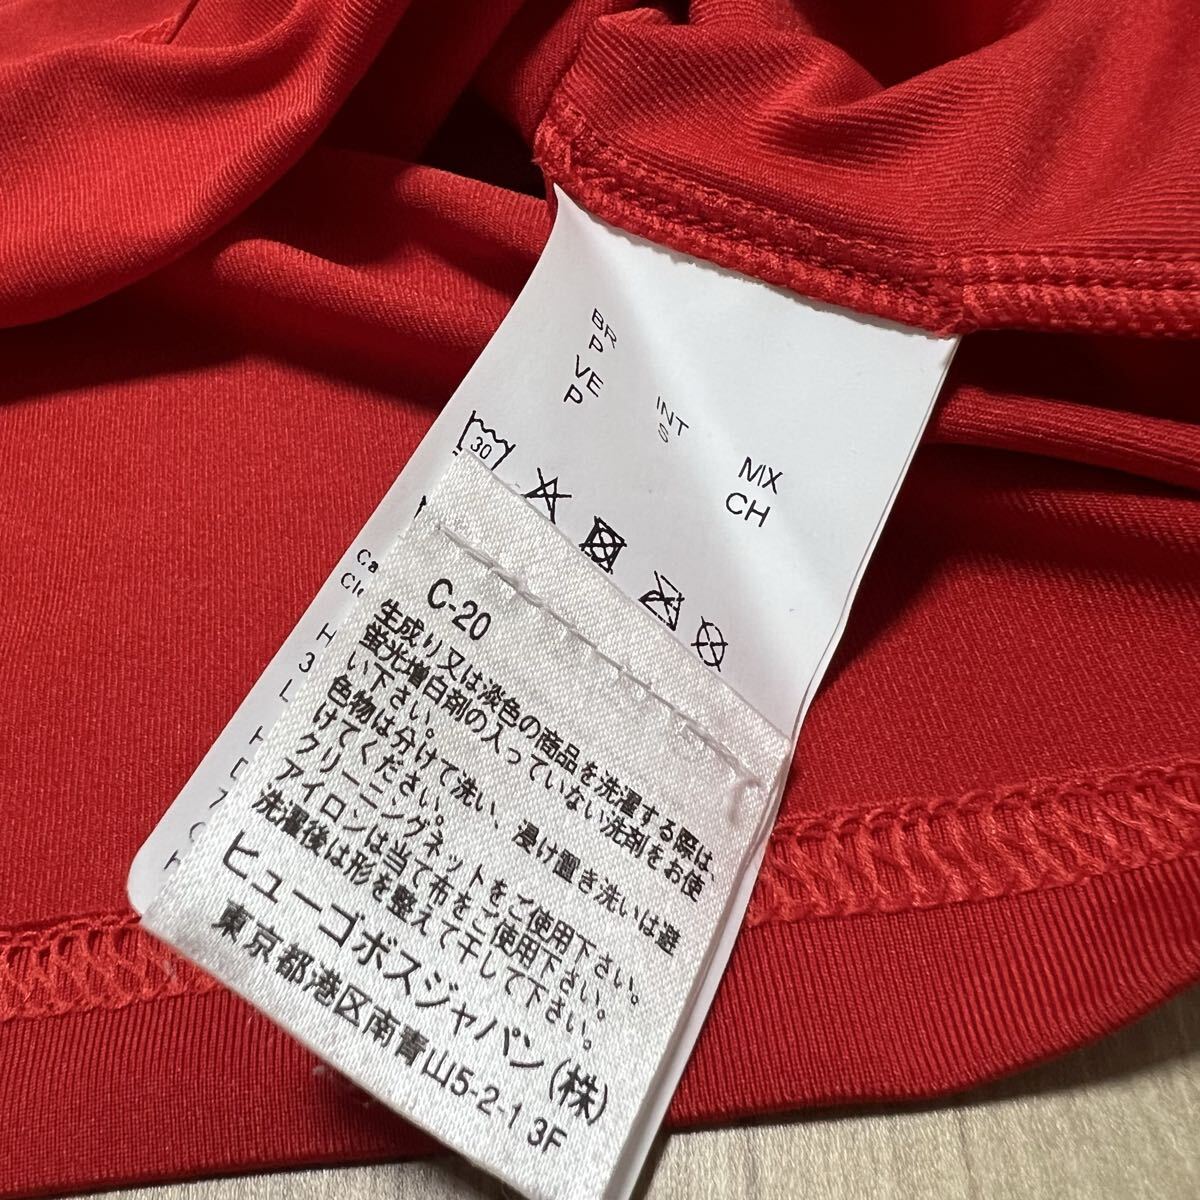 BR
P
VE
P
INT
S
MX
CH
30
Ca
Cle
H
3
L
C-20
生成り又は淡色の商品を洗濯する際は、
蛍光増白剤の入っていない洗剤をお使
い下さい。
色物は分けて洗い、浸け置き洗いは避
けてください。
クリーニングネットをご使用下さい。
アイロンは当て布をご使用下さい。
洗濯後は形を整えて干して下さい。
ヒューゴボスジャパン(株)
東京都港区南青山5-2-1 3F